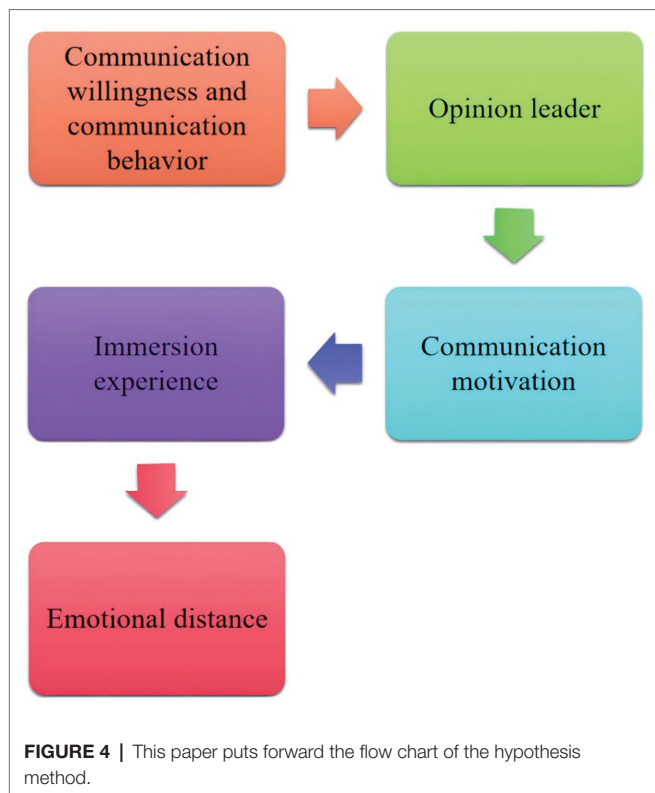 Communication
willingness and
communication
behavior
Opinion leader
Communication
motivation
Immersion
experience
Emotional distance
FIGURE 4 | This paper puts forward the flow chart of the hypothesis
method.